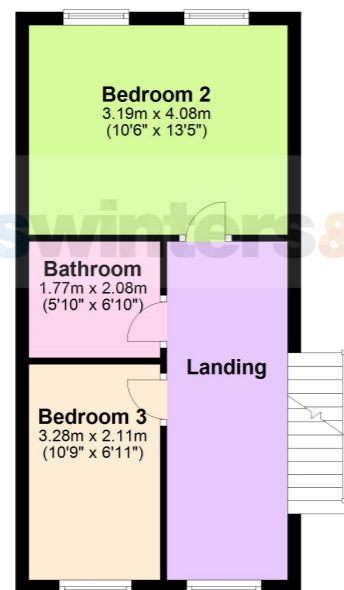 Bedroom 2
3.19m x 4.08m
(10'6" x 13'5")
swinters&
Bathroom
1.77m x 2.08m
(5'10" x 6'10")
Landing
Bedroom 3
3.28m x 2.11m
(10'9" x 6'11")